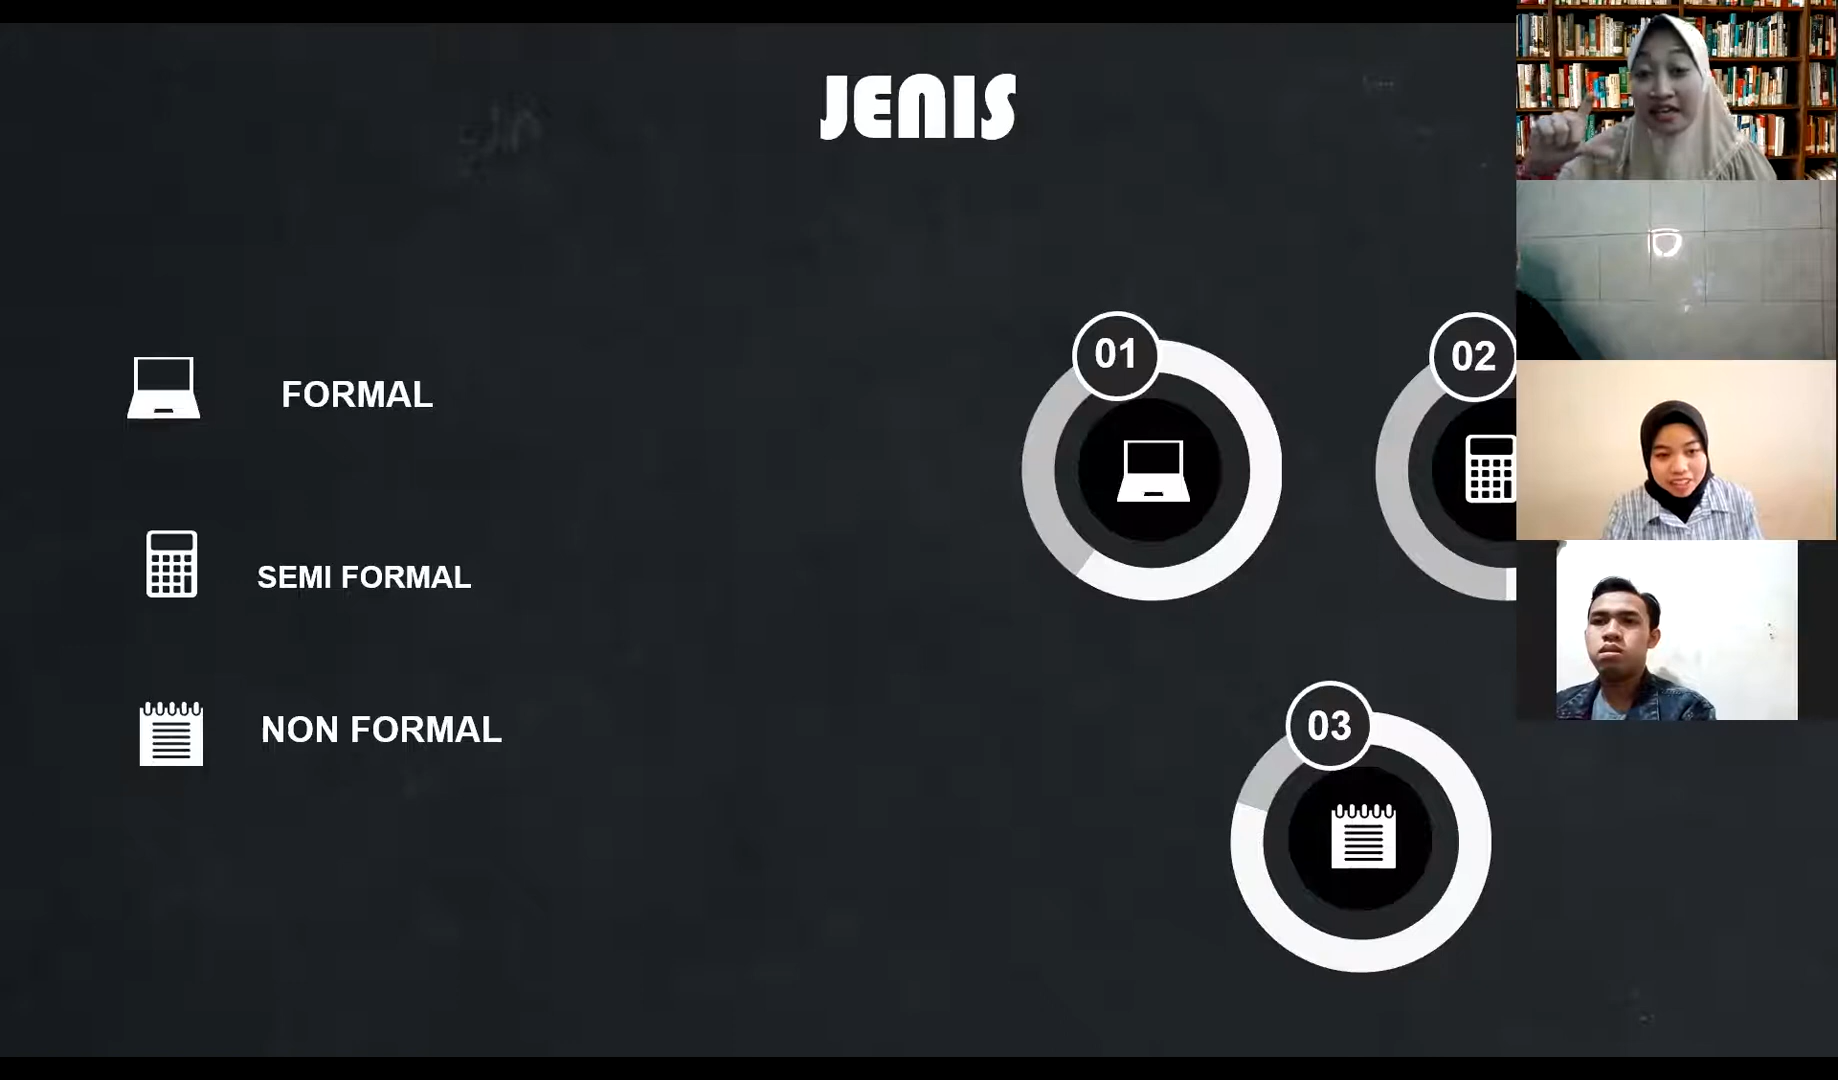 JENIS
FORMAL
SEMI FORMAL
NON FORMAL
01
02
03